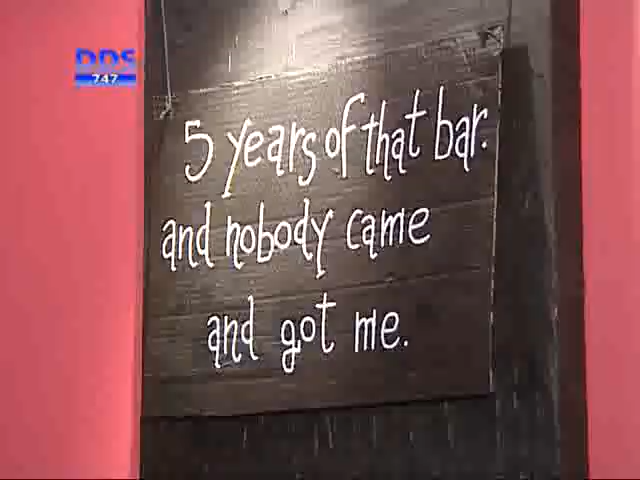 DDS
747
5 years of that bar.
and nobody came
and got me.